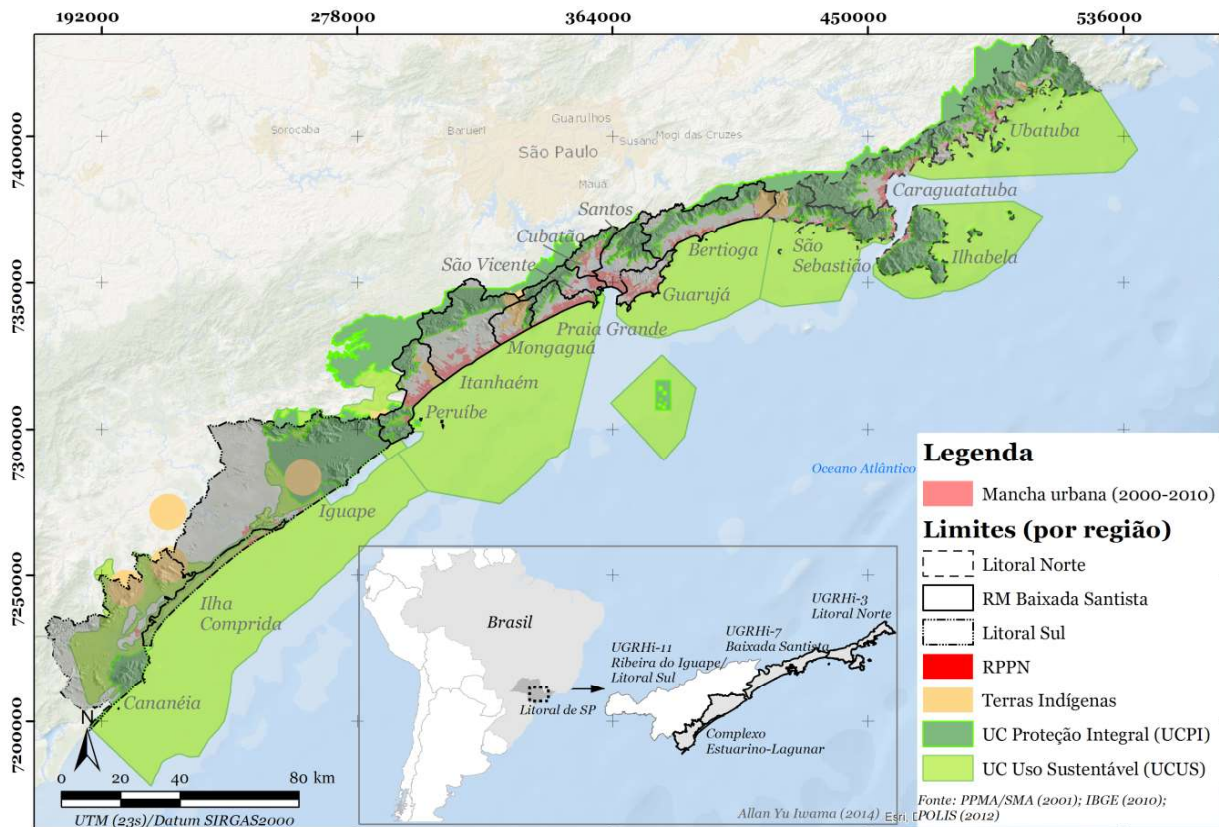 192000
278000
364000
450000
536000
7400000
7350000
7300000
7250000
7200000
Sorocaba
Barueri
Guarulhos
Susano
Mogi das Cruzes
São Paulo
Mauá
Ubatuba
Caraguatatuba
Santos
Cubatão
São Vicente
Bertioga
São
Sebastião
Ilhabela
Guarujá
Praia Grande
Mongaguá
Itanhaém
Peruíbe
Oceano Atlântico
Iguape
Ilha
Comprida
Cananéia
N
0 20 40 80 km
UTM (23s)/Datum SIRGAS2000
Brasil
Litoral de SP
UGRHi-3
Litoral Norte
UGRHi-7
Baixada Santista
UGRHi-11
Ribeira do Iguape/
Litoral Sul
Complexo
Estuarino-Lagunar
Allan Yu Iwama (2014)
Esri,
Legenda
Mancha urbana (2000-2010)
Limites (por região)
Litoral Norte
RM Baixada Santista
Litoral Sul
RPPN
Terras Indígenas
UC Proteção Integral (UCPI)
UC Uso Sustentável (UCUS)
Fonte: PPMA/SMA (2001); IBGE (2010);
POLIS (2012)